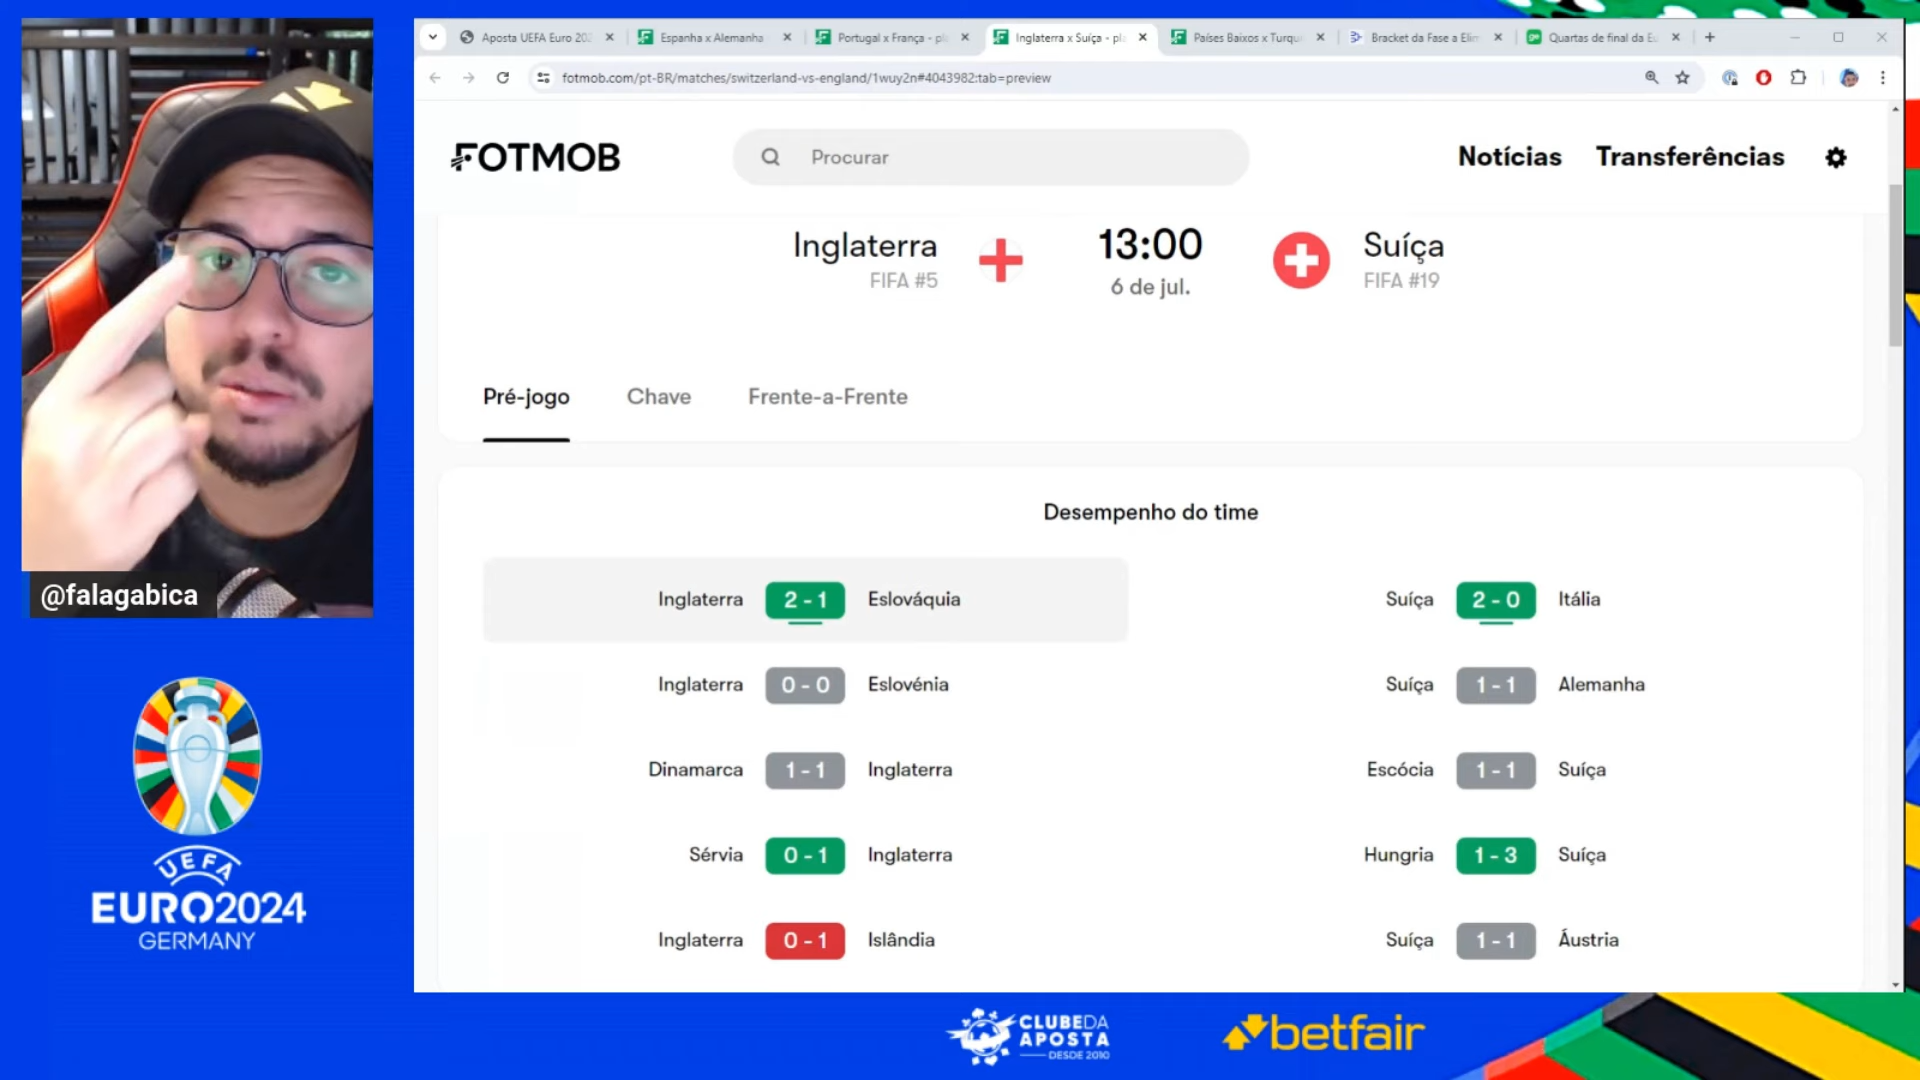 Aposta UEFA Euro 202
Espanha x Alemanha
Portugal x França - pl
Inglaterra x Suíça - pl
Países Baixos x Turqu
Bracket da Fase a Elim
Quartas de final da Eu
fotmob.com/pt-BR/matches/switzerland-vs-england/1wuy2n#4043982:tab=preview
FOTMOB
Procurar
Notícias
Transferências
Inglaterra
FIFA #5
13:00
6 de jul.
Suíça
FIFA #19
Pré-jogo
Chave
Frente-a-Frente
Desempenho do time
Inglaterra 2 - 1 Eslováquia
Suíça 2 - 0 Itália
Inglaterra 0 - 0 Eslovénia
Suíça 1 - 1 Alemanha
Dinamarca 1 - 1 Inglaterra
Escócia 1 - 1 Suíça
Sérvia 0 - 1 Inglaterra
Hungria 1 - 3 Suíça
Inglaterra 0 - 1 Islândia
Suíça 1 - 1 Áustria
@falagabica
UEFA
EURO2024
GERMANY
CLUBE DA
APOSTA
DESDE 2010
betfair